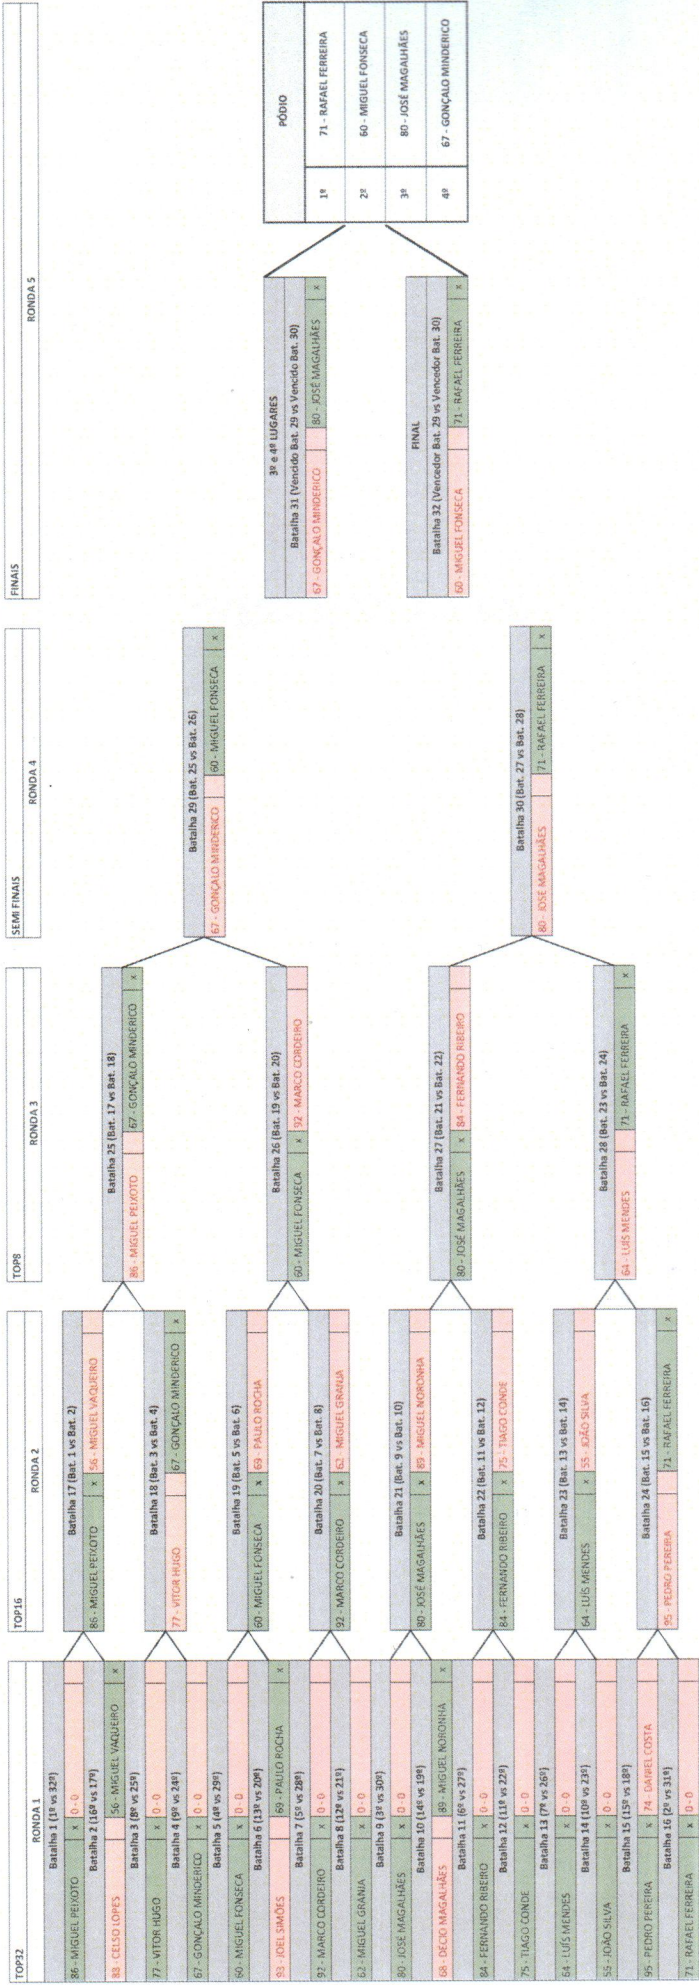 TOP32
RONDA 1
Batalha 1 (1º vs 32º)
86 - MIGUEL PEIXOTO x 0 - 0
Batalha 2 (16º vs 17º)
88 - CELSO LOPES 56 - MIGUEL VAQUEIRO x
Batalha 3 (8º vs 25º)
77 - VITOR HUGO x 0 - 0
Batalha 4 (9º vs 24º)
67 - GONÇALO MINDERICO x 0 - 0
Batalha 5 (4º vs 29º)
60 - MIGUEL FONSECA x 0 - 0
Batalha 6 (13º vs 20º)
93 - JOEL SIMÕES 69 - PAULO ROCHA x
Batalha 7 (5º vs 28º)
92 - MARCO CORDEIRO x 0 - 0
Batalha 8 (12º vs 21º)
62 - MIGUEL GRANJA x 0 - 0
Batalha 9 (3º vs 30º)
80 - JOSÉ MAGALHÃES x 0 - 0
Batalha 10 (14º vs 19º)
68 - DÉCIO MAGALHÃES 89 - MIGUEL NORONHA x
Batalha 11 (6º vs 27º)
84 - FERNANDO RIBEIRO x 0 - 0
Batalha 12 (11º vs 22º)
75 - TIAGO CONDE x 0 - 0
Batalha 13 (7º vs 26º)
64 - LUÍS MENDES x 0 - 0
Batalha 14 (10º vs 23º)
55 - JOÃO SILVA x 0 - 0
Batalha 15 (15º vs 18º)
95 - PEDRO PEREIRA x 74 - DANIEL COSTA
Batalha 16 (2º vs 31º)
71 - RAFAEL FERREIRA x 0 - 0
TOP16
RONDA 2
Batalha 17 (Bat. 1 vs Bat. 2)
86 - MIGUEL PEIXOTO x 56 - MIGUEL VAQUEIRO
Batalha 18 (Bat. 3 vs Bat. 4)
77 - VITOR HUGO 67 - GONÇALO MINDERICO x
Batalha 19 (Bat. 5 vs Bat. 6)
60 - MIGUEL FONSECA x 69 - PAULO ROCHA
Batalha 20 (Bat. 7 vs Bat. 8)
92 - MARCO CORDEIRO x 62 - MIGUEL GRANJA
Batalha 21 (Bat. 9 vs Bat. 10)
80 - JOSÉ MAGALHÃES x 89 - MIGUEL NORONHA
Batalha 22 (Bat. 11 vs Bat. 12)
84 - FERNANDO RIBEIRO x 75 - TIAGO CONDE
Batalha 23 (Bat. 13 vs Bat. 14)
64 - LUÍS MENDES x 55 - JOÃO SILVA
Batalha 24 (Bat. 15 vs Bat. 16)
95 - PEDRO PEREIRA 71 - RAFAEL FERREIRA x
TOP8
RONDA 3
Batalha 25 (Bat. 17 vs Bat. 18)
86 - MIGUEL PEIXOTO 67 - GONÇALO MINDERICO x
Batalha 26 (Bat. 19 vs Bat. 20)
60 - MIGUEL FONSECA x 92 - MARCO CORDEIRO
Batalha 27 (Bat. 21 vs Bat. 22)
80 - JOSÉ MAGALHÃES x 84 - FERNANDO RIBEIRO
Batalha 28 (Bat. 23 vs Bat. 24)
64 - LUÍS MENDES 71 - RAFAEL FERREIRA x
SEMI FINAIS
RONDA 4
Batalha 29 (Bat. 25 vs Bat. 26)
67 - GONÇALO MINDERICO 60 - MIGUEL FONSECA x
Batalha 30 (Bat. 27 vs Bat. 28)
80 - JOSÉ MAGALHÃES 71 - RAFAEL FERREIRA x
FINAIS
RONDA 5
3º e 4º LUGARES
Batalha 31 (Vencido Bat. 29 vs Vencido Bat. 30)
67 - GONÇALO MINDERICO 80 - JOSÉ MAGALHÃES x
FINAL
Batalha 32 (Vencedor Bat. 29 vs Vencedor Bat. 30)
60 - MIGUEL FONSECA 71 - RAFAEL FERREIRA x
PÓDIO
1º 71 - RAFAEL FERREIRA
2º 60 - MIGUEL FONSECA
3º 80 - JOSÉ MAGALHÃES
4º 67 - GONÇALO MINDERICO